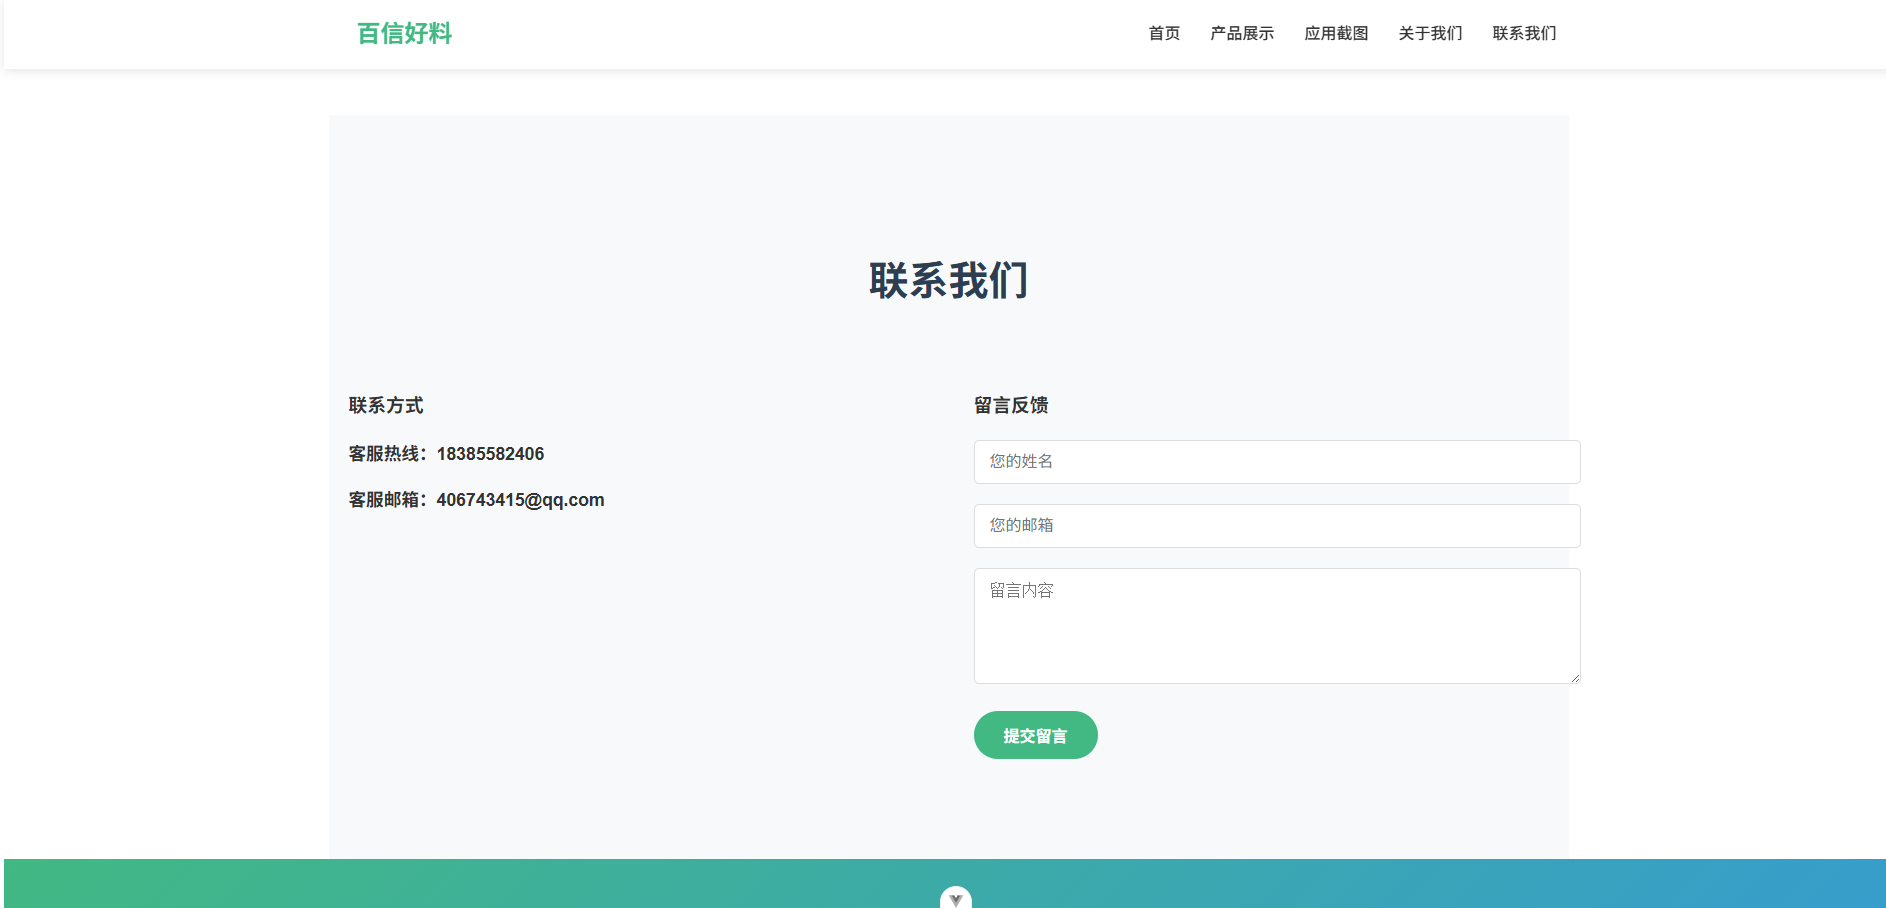 百信好料
首页 产品展示 应用截图 关于我们 联系我们
联系我们
联系方式
客服热线：18385582406
客服邮箱：406743415@qq.com
留言反馈
您的姓名
您的邮箱
留言内容
提交留言